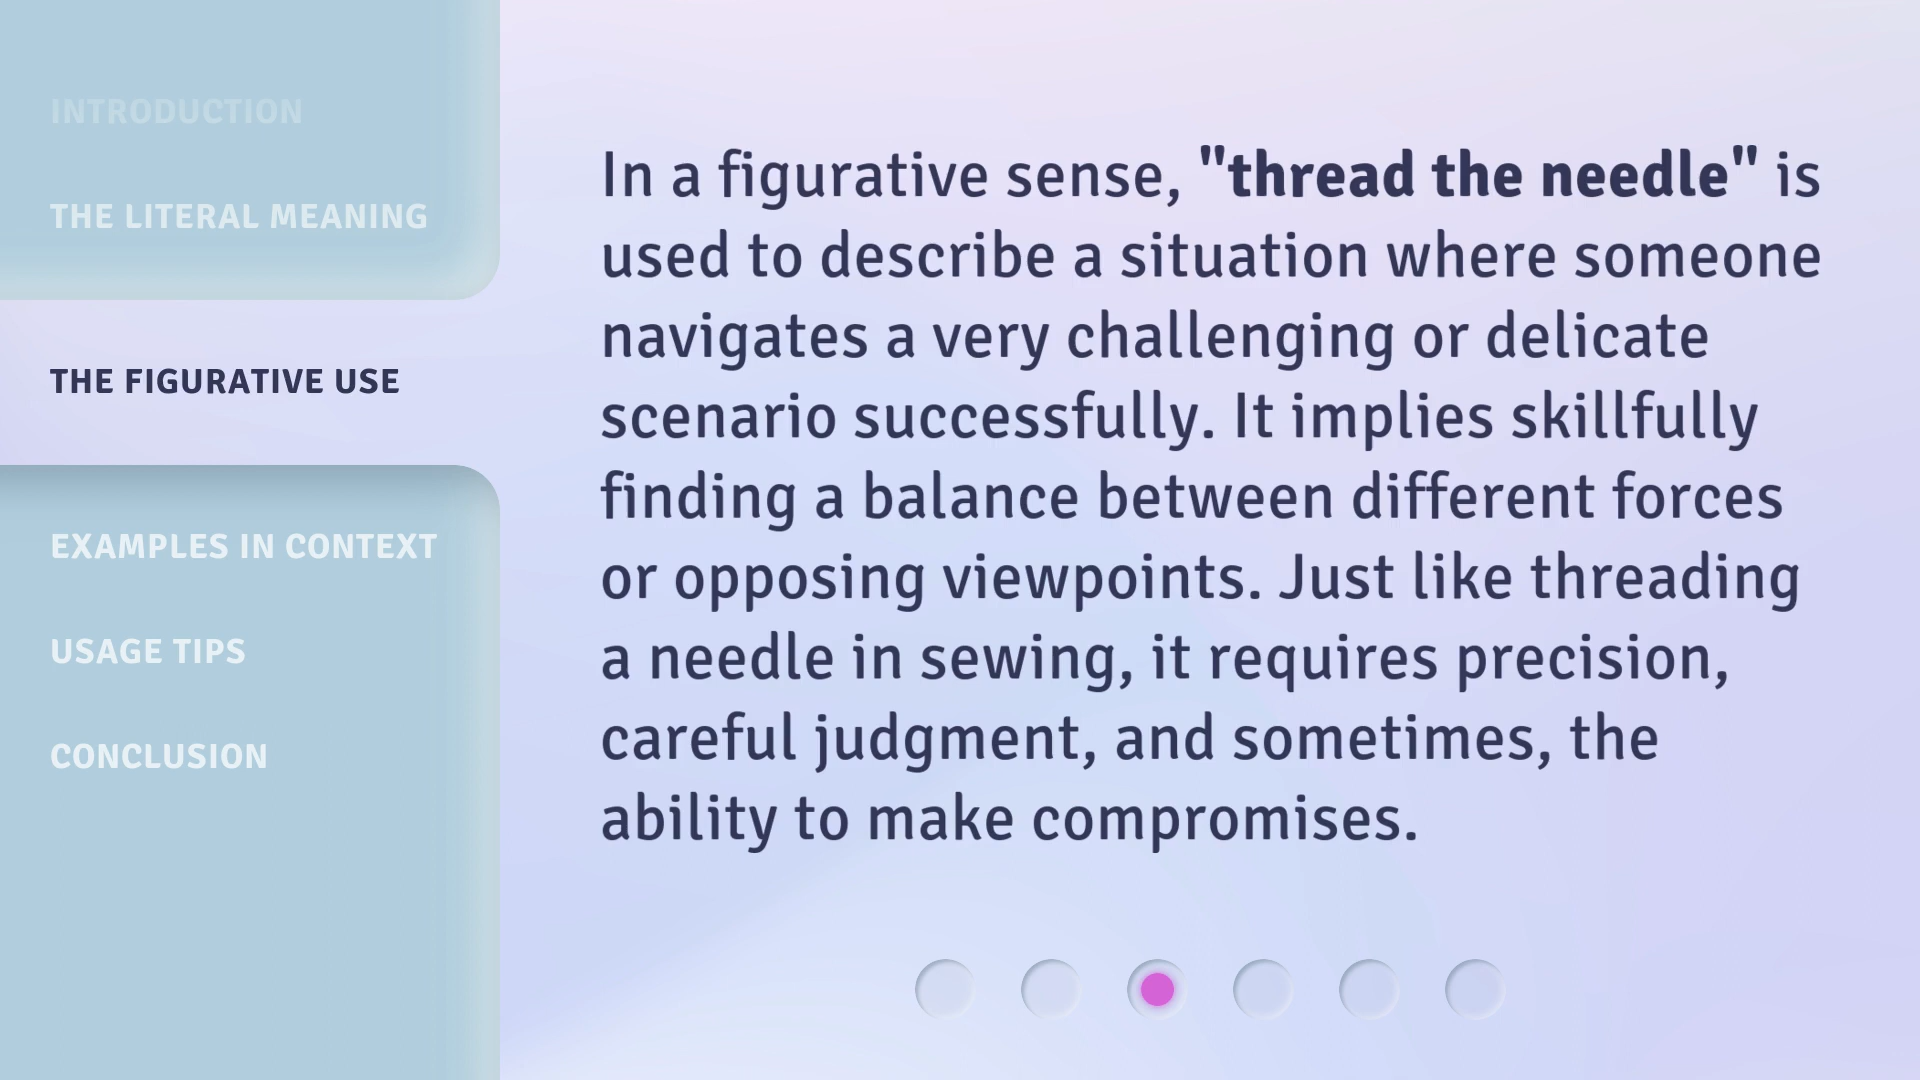 INTRODUCTION
THE LITERAL MEANING
THE FIGURATIVE USE
EXAMPLES IN CONTEXT
USAGE TIPS
CONCLUSION
In a figurative sense, "thread the needle" is
used to describe a situation where someone
navigates a very challenging or delicate
scenario successfully. It implies skillfully
finding a balance between different forces
or opposing viewpoints. Just like threading
a needle in sewing, it requires precision,
careful judgment, and sometimes, the
ability to make compromises.